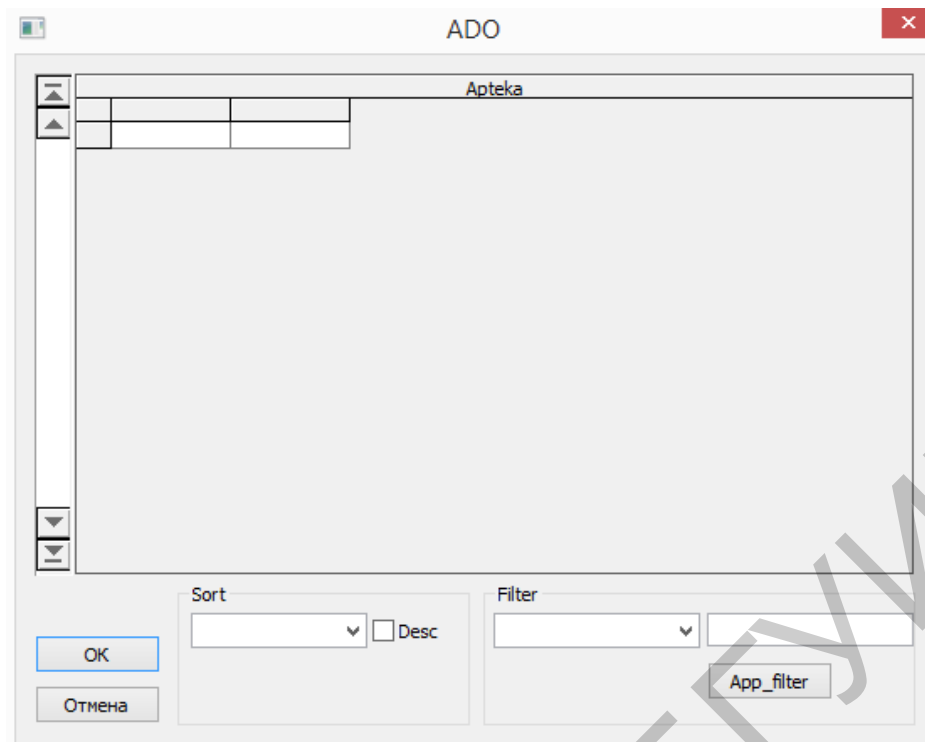 ADO
Apteka
Sort
Filter
Desc
OK
App_filter
Отмена